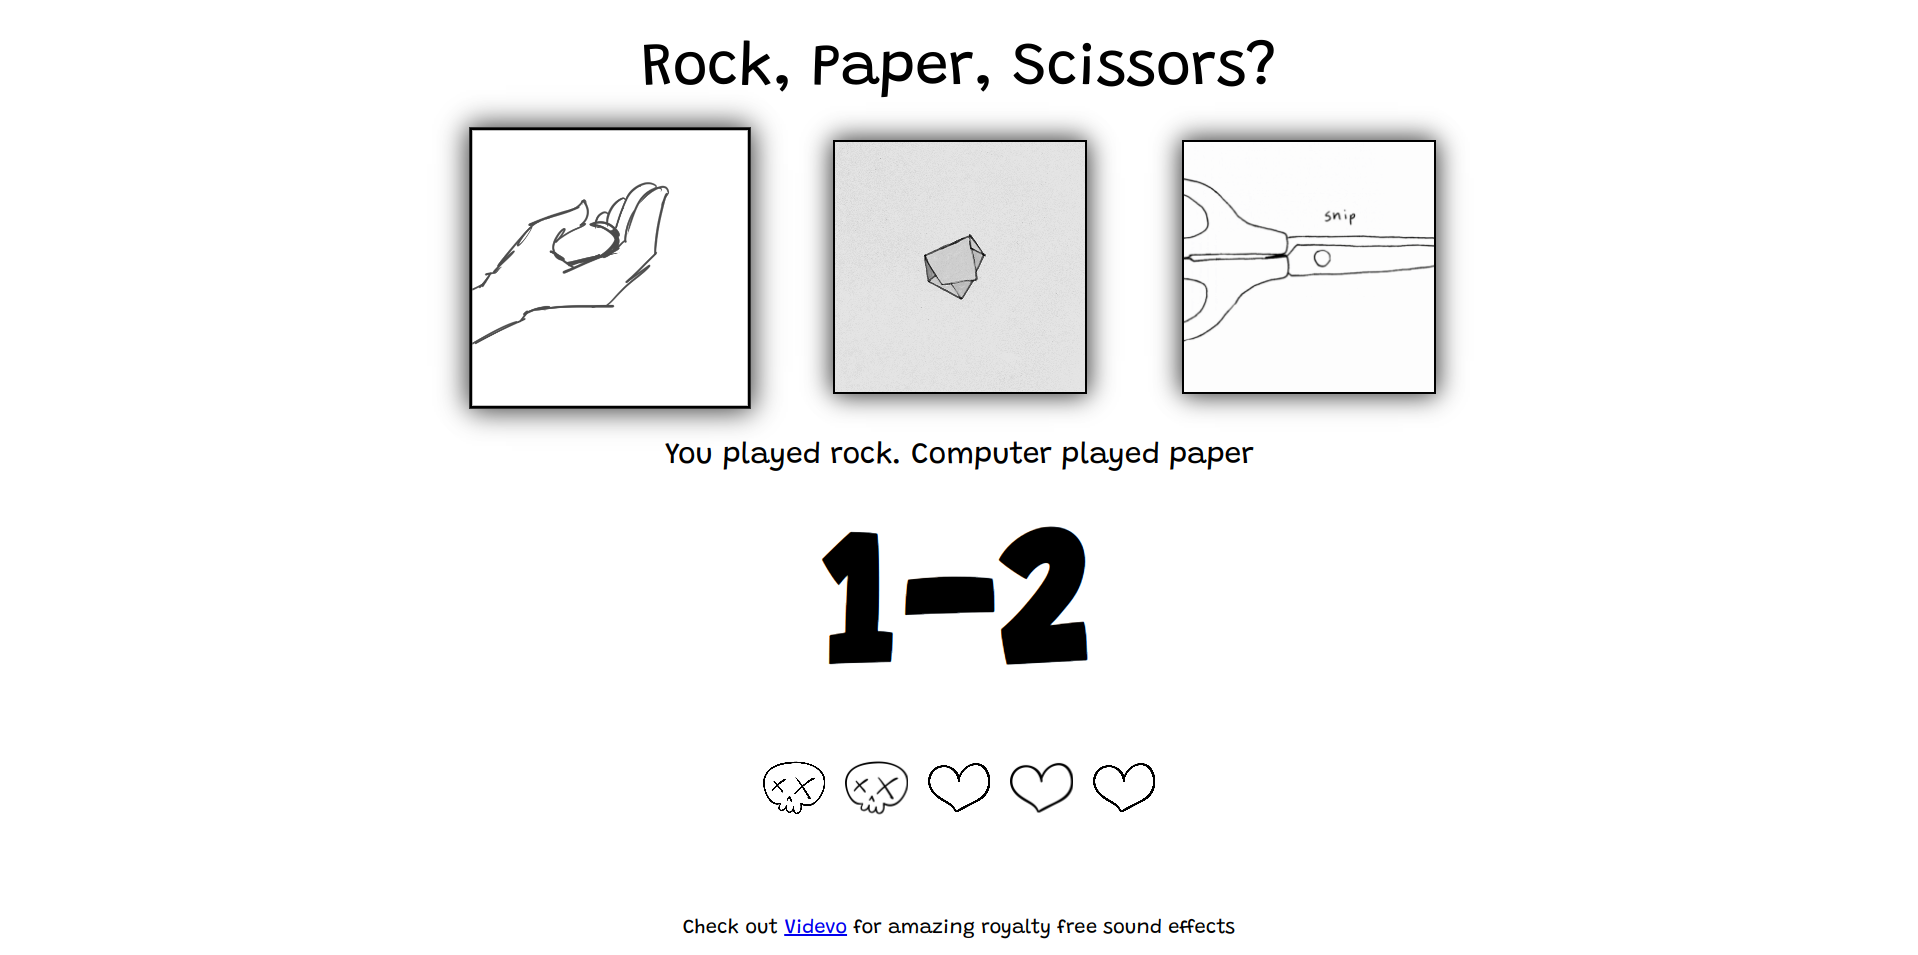 Rock, Paper, Scissors?
snip
You played rock. Computer played paper
1-2
Check out Videvo for amazing royalty free sound effects